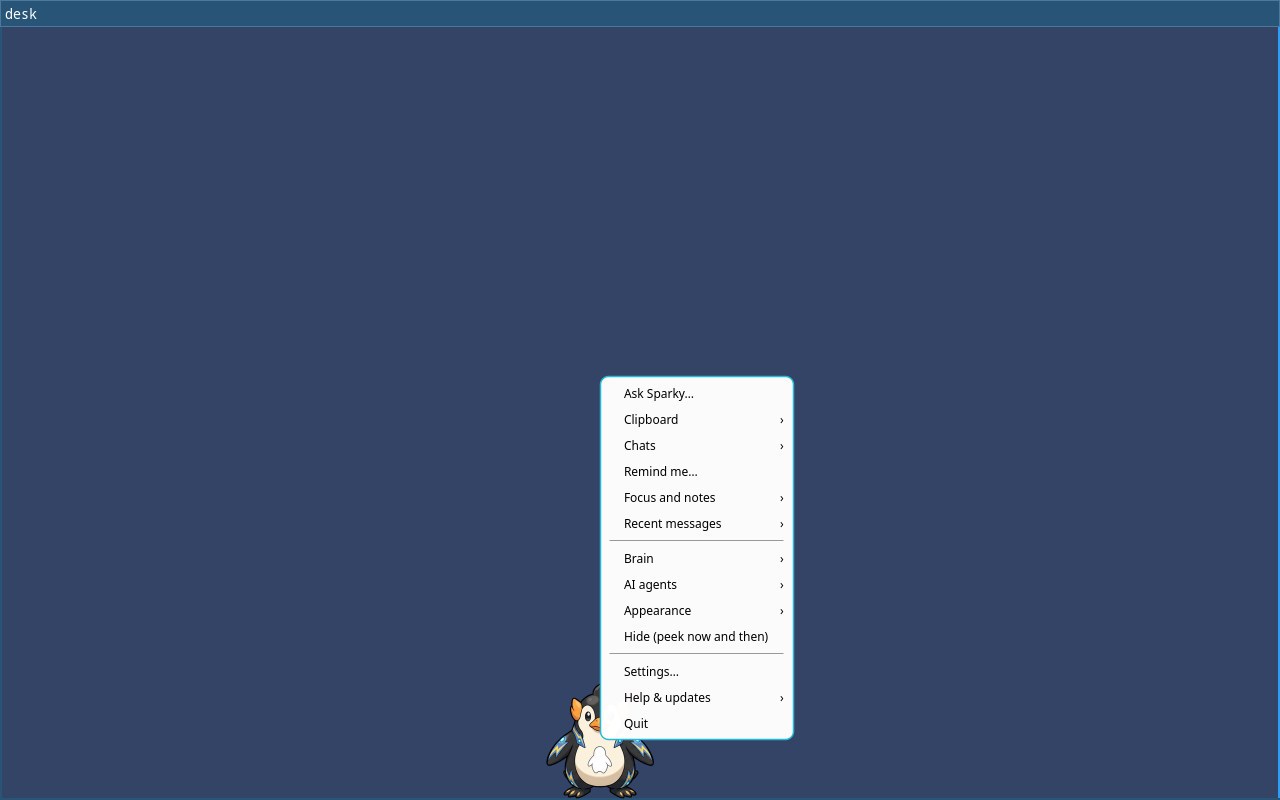 desk
Ask Sparky...
Clipboard ›
Chats ›
Remind me...
Focus and notes ›
Recent messages ›
Brain ›
AI agents ›
Appearance ›
Hide (peek now and then)
Settings...
Help & updates ›
Quit